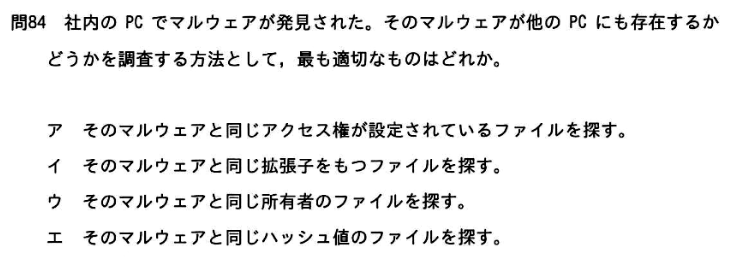 問84 社内の PC でマルウェアが発見された。そのマルウェアが他の PC にも存在するか
どうかを調査する方法として，最も適切なものはどれか。
ア そのマルウェアと同じアクセス権が設定されているファイルを探す。
イ そのマルウェアと同じ拡張子をもつファイルを探す。
ウ そのマルウェアと同じ所有者のファイルを探す。
エ そのマルウェアと同じハッシュ値のファイルを探す。